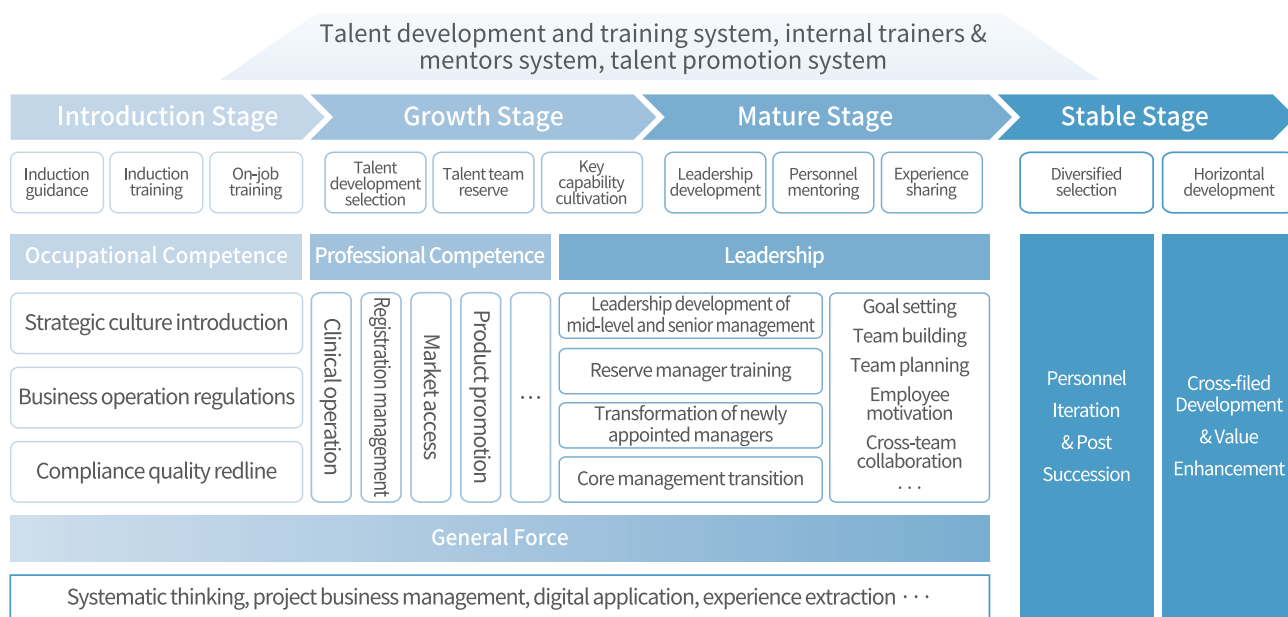 Talent development and training system, internal trainers &
mentors system, talent promotion system
Introduction Stage
Growth Stage
Mature Stage
Stable Stage
Induction
guidance
Induction
training
On-job
training
Talent
development
selection
Talent team
reserve
Key
capability
cultivation
Leadership
development
Personnel
mentoring
Experience
sharing
Diversified
selection
Horizontal
development
Occupational Competence
Professional Competence
Leadership
Strategic culture introduction
Business operation regulations
Compliance quality redline
Clinical operation
Registration management
Market access
Product promotion
...
Leadership development of
mid-level and senior management
Reserve manager training
Transformation of newly
appointed managers
Core management transition
Goal setting
Team building
Team planning
Employee
motivation
Cross-team
collaboration
...
Personnel
Iteration
& Post
Succession
Cross-filed
Development
& Value
Enhancement
General Force
Systematic thinking, project business management, digital application, experience extraction ···